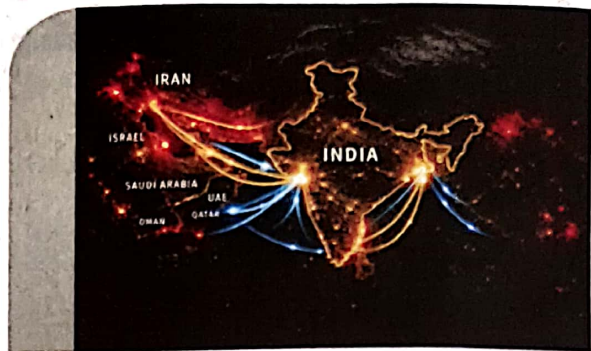 IRAN
ISRAEL
INDIA
SAUDI ARABIA
UAE
QATAR
OMAN